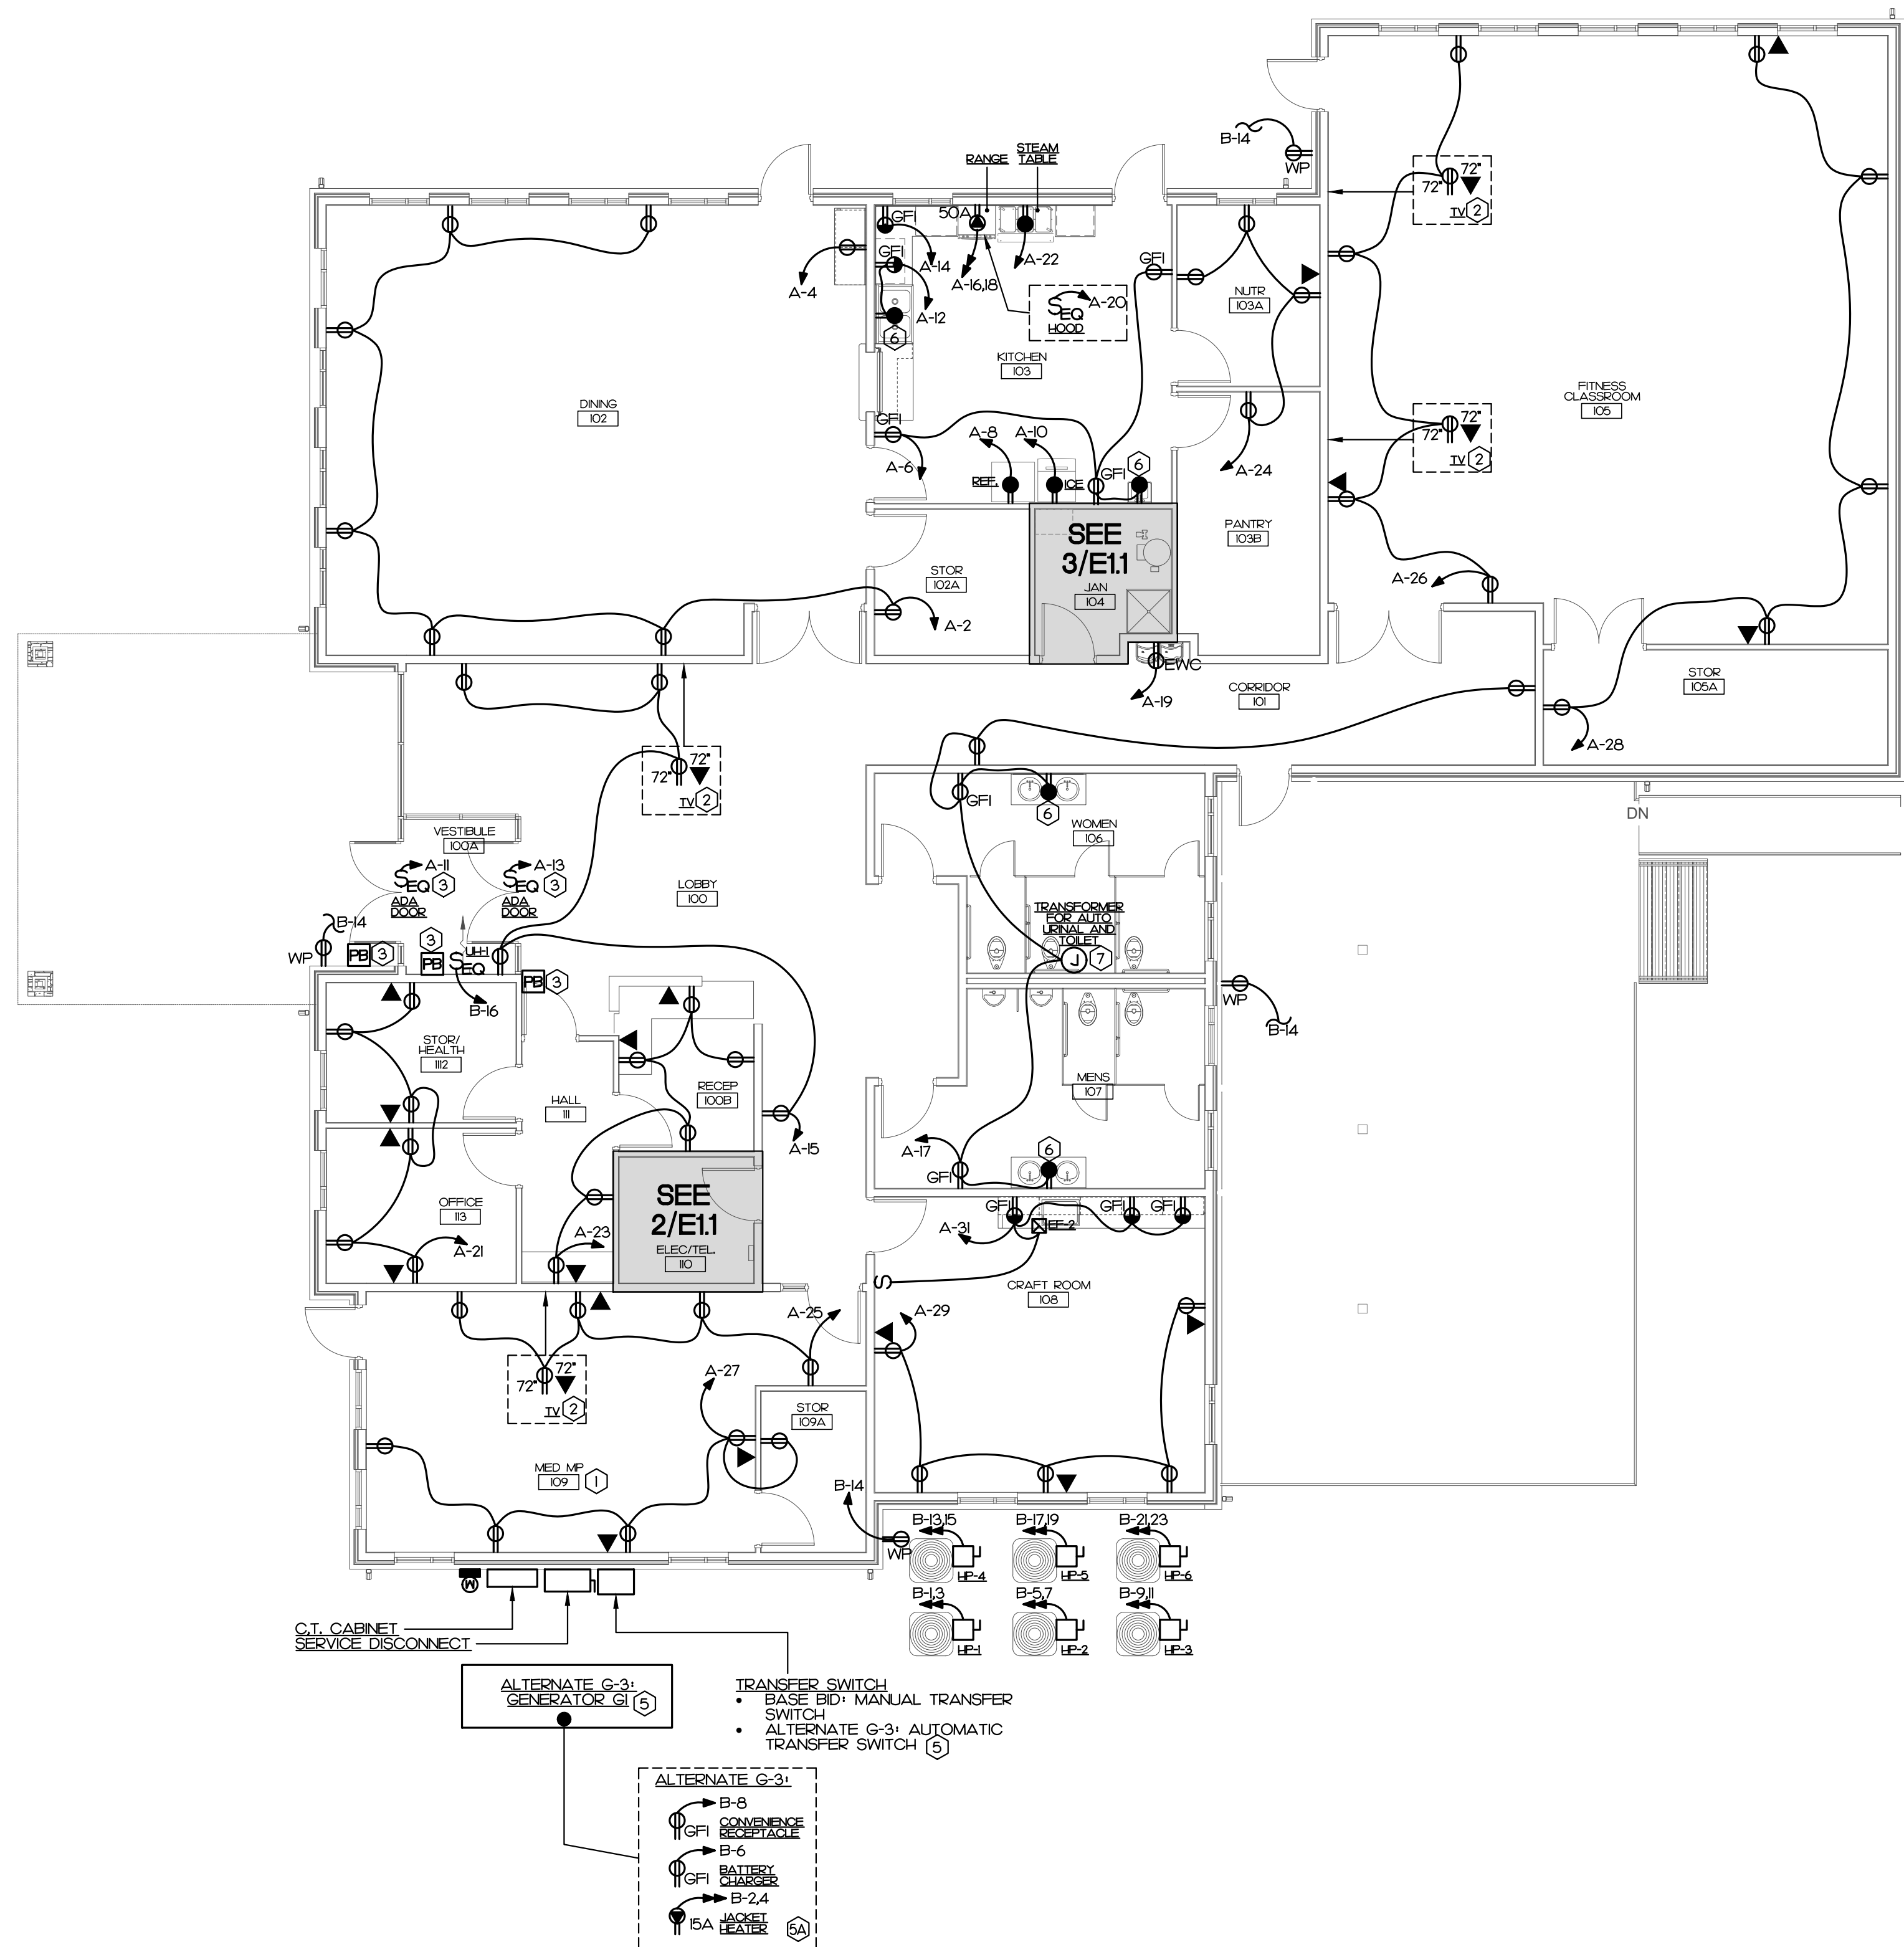 B-14
WP
72"
72"
TV 2
RANGE
STEAM
TABLE
50A
GFI
A-14
A-16,18
A-22
GFI
A-12
6
A-4
S EQ A-20
HOOD
GFI
NUTR
103A
KITCHEN
103
DINING
102
FITNESS
CLASSROOM
105
72"
72"
TV 2
GFI
A-6
A-8
A-10
REF.
ICE
GFI
6
A-24
PANTRY
103B
SEE
3/E1.1
JAN
104
STOR
102A
A-2
A-26
EWC
A-19
CORRIDOR
101
STOR
105A
A-28
72"
72"
TV 2
VESTIBULE
100A
A-11
S EQ 3
ADA
DOOR
A-13
S EQ 3
ADA
DOOR
LOBBY
100
B-14
WP
PB 3
3
PB
UH-1
S EQ
PB 3
B-16
GFI
6
WOMEN
106
TRANSFORMER
FOR AUTO
URINAL AND
TOILET
J 7
DN
WP
B-14
STOR/
HEALTH
112
HALL
111
RECEP
100B
A-15
MENS
107
A-17
GFI
6
OFFICE
113
A-21
A-23
SEE
2/E1.1
ELEC/TEL.
110
GFI
GFI
GFI
A-31
EF-2
S
CRAFT ROOM
108
A-29
A-25
72"
72"
TV 2
A-27
STOR
109A
MED MP
109 1
B-14
WP
B-13,15
B-17,19
B-21,23
HP-4
HP-5
HP-6
B-1,3
B-5,7
B-9,11
HP-1
HP-2
HP-3
M
C.T. CABINET
SERVICE DISCONNECT
ALTERNATE G-3:
GENERATOR G1 5
TRANSFER SWITCH
• BASE BID: MANUAL TRANSFER
SWITCH
• ALTERNATE G-3: AUTOMATIC
TRANSFER SWITCH 5
ALTERNATE G-3:
B-8
GFI CONVENIENCE
RECEPTACLE
B-6
GFI BATTERY
CHARGER
B-2,4
15A JACKET
HEATER 5A